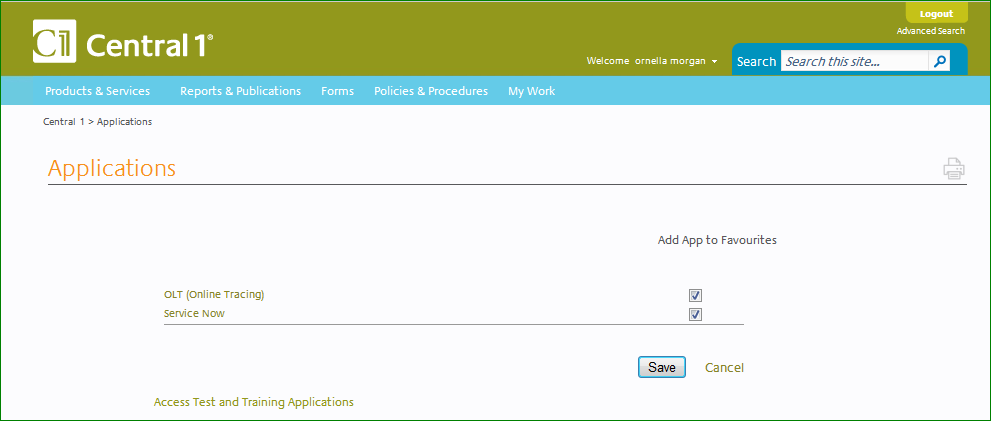 Logout
Advanced Search
C1 Central 1®
Welcome ornella morgan
Search Search this site...
Products & Services Reports & Publications Forms Policies & Procedures My Work
Central 1 > Applications
Applications
Add App to Favourites
OLT (Online Tracing)
Service Now
Save Cancel
Access Test and Training Applications